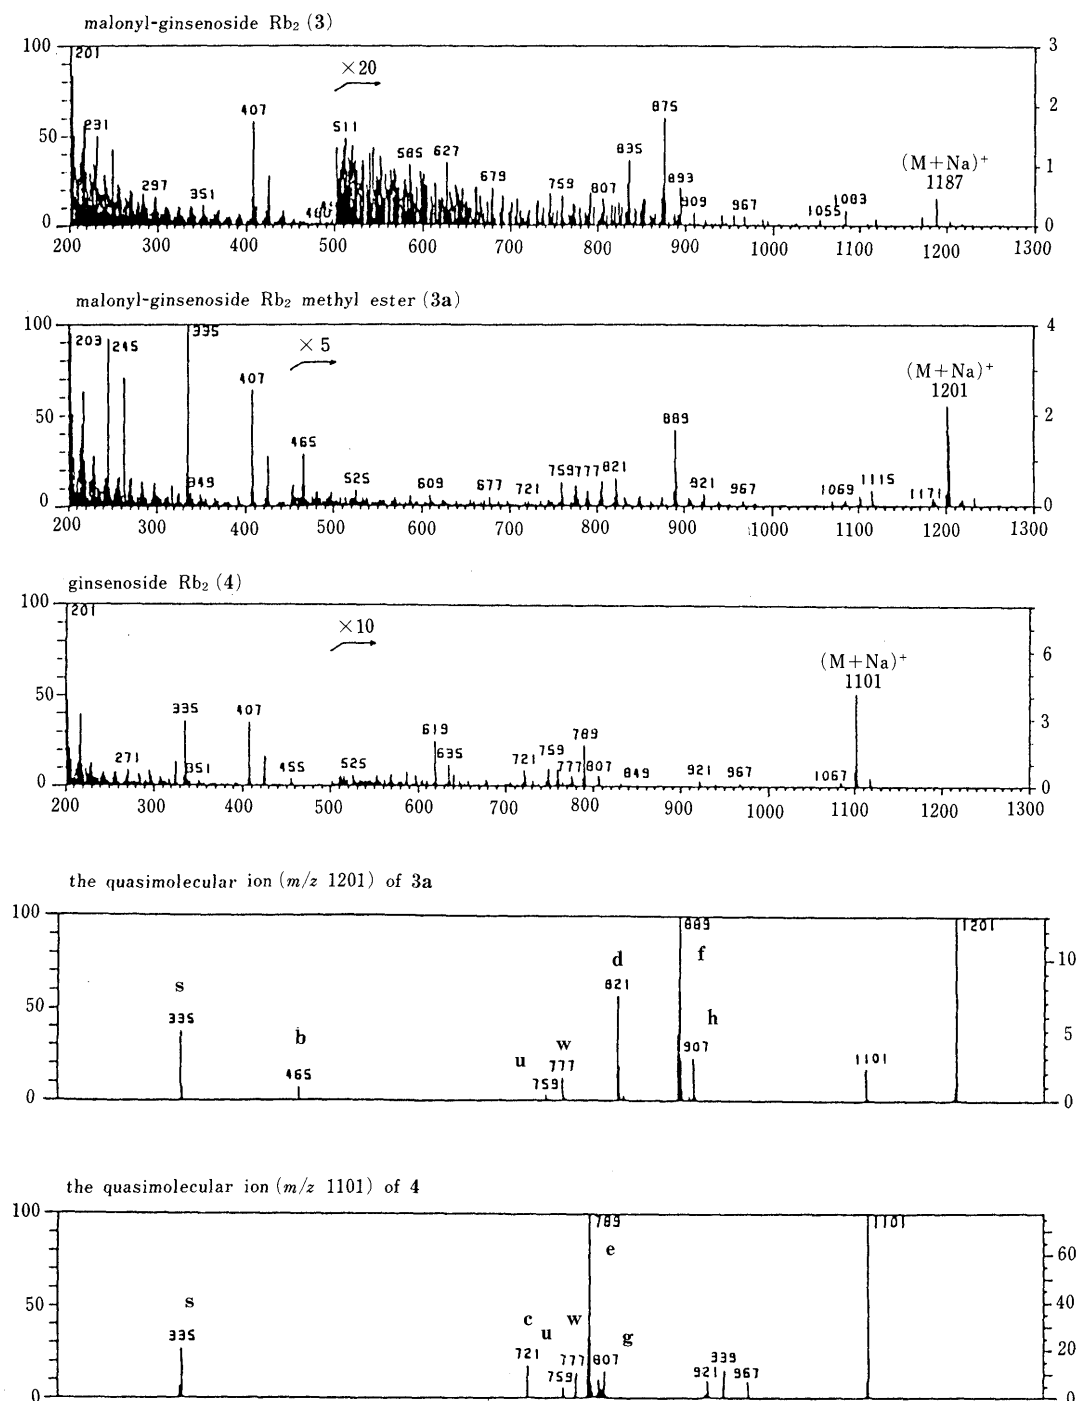 malonyl-ginsenoside Rb₂ (3)
100 3
201
×20
407 875
2
231 511 835
50 585 627 (M+Na)⁺
679 893 1187 1
297 351 759 807 909 967 1055 1083
0 0
200 300 400 500 600 700 800 900 1000 1100 1200 1300
malonyl-ginsenoside Rb₂ methyl ester (3a)
100 4
335
203 245 ×5
407 (M+Na)⁺
1201
50 889 2
465
349 525 609 677 721 759 777 821 921 967 1069 1115 1171
0 0
200 300 400 500 600 700 800 900 1000 1100 1200 1300
ginsenoside Rb₂ (4)
100
201
×10
(M+Na)⁺ 6
1101
50 335 407
619 3
271 351 455 525 635 721 759 777 789 807 849 921 967 1067
0 0
200 300 400 500 600 700 800 900 1000 1100 1200 1300
the quasimolecular ion (m/z 1201) of 3a
100
889 1201
d f 10
s 821
50 335 b w h 5
465 u 777 907 1101
759
0 0
the quasimolecular ion (m/z 1101) of 4
100
789 1101
e 60
50 s 40
335 c u w g
721 777 807 339 20
759 921 967
0 0